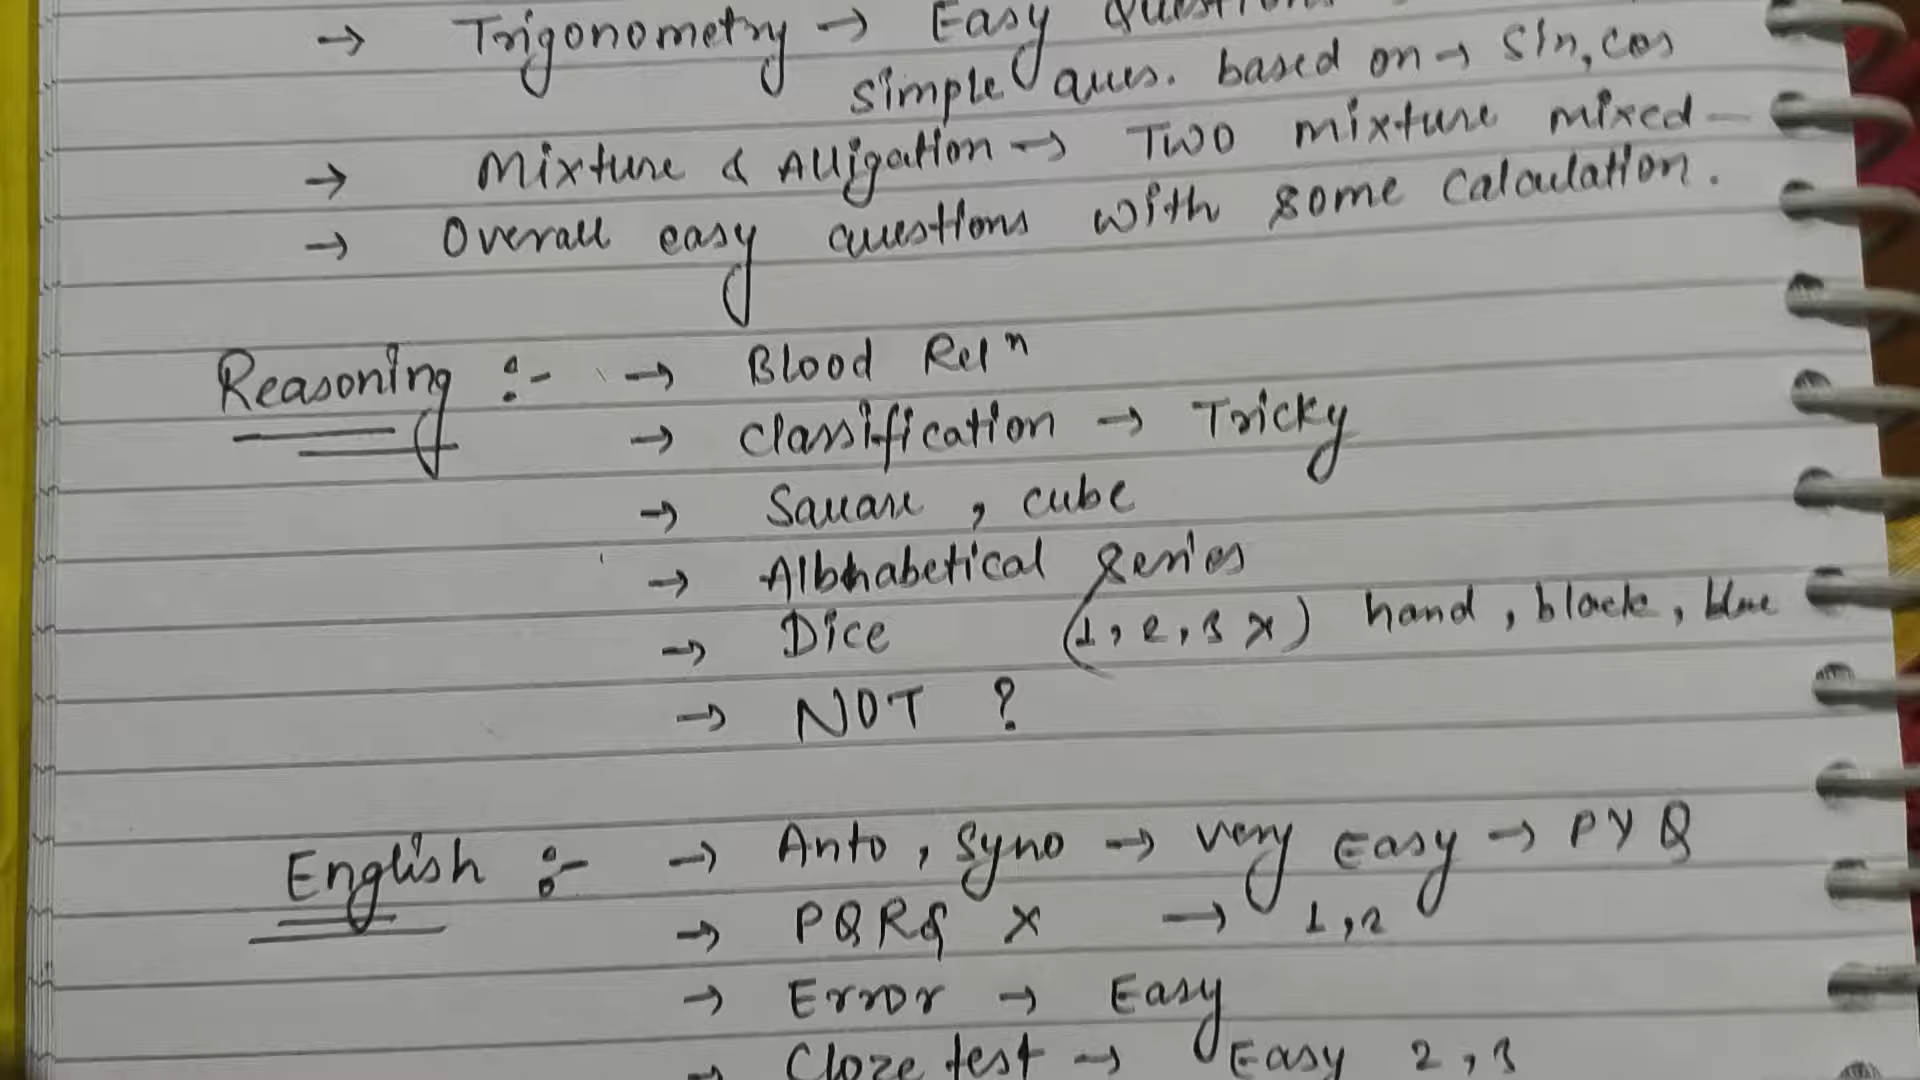 → Trigonometry → Easy Questions
simple ques. based on → sin, cos
→ Mixture & Alligation → Two mixture mixed
→ Overall easy questions with some calculation.
Reasoning :- → Blood Relⁿ
→ classification → Tricky
→ Square, cube
→ Albhabetical series
→ Dice (1, 2, 3 x) hand, black, blue
→ NOT ?
English :- → Anto, Syno → very Easy → PYQ
→ PQRS x → 1,2
→ Error → Easy
→ Cloze test → Easy 2,3